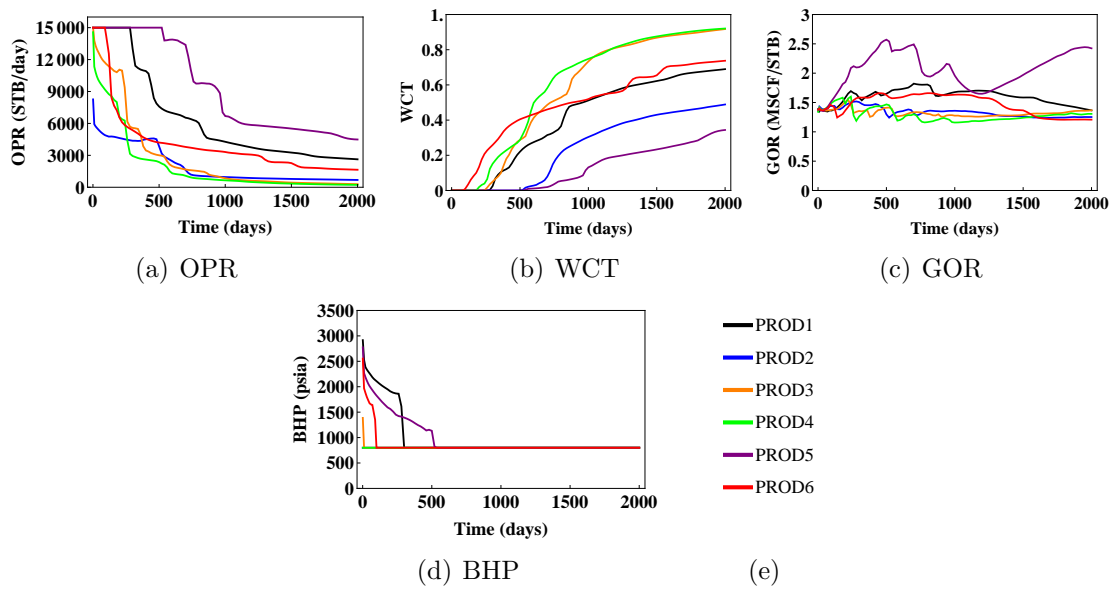 OPR (STB/day)
15 000
12 000
9000
6000
3000
0
0 500 1000 1500 2000
Time (days)
(a) OPR
WCT
1.
0.8
0.6
0.4
0.2
0.
0 500 1000 1500 2000
Time (days)
(b) WCT
GOR (MSCF/STB)
3
2.5
2
1.5
1
0.5
0
0 500 1000 1500 2000
Time (days)
(c) GOR
BHP (psia)
3500
3000
2500
2000
1500
1000
500
0
0 500 1000 1500 2000
Time (days)
(d) BHP
PROD1
PROD2
PROD3
PROD4
PROD5
PROD6
(e)